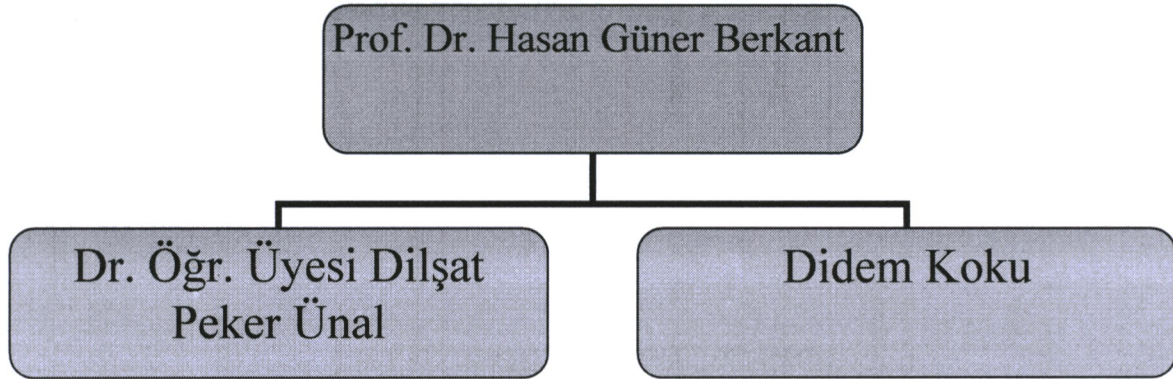 Prof. Dr. Hasan Güner Berkant
Dr. Öğr. Üyesi Dilşat
Peker Ünal
Didem Koku